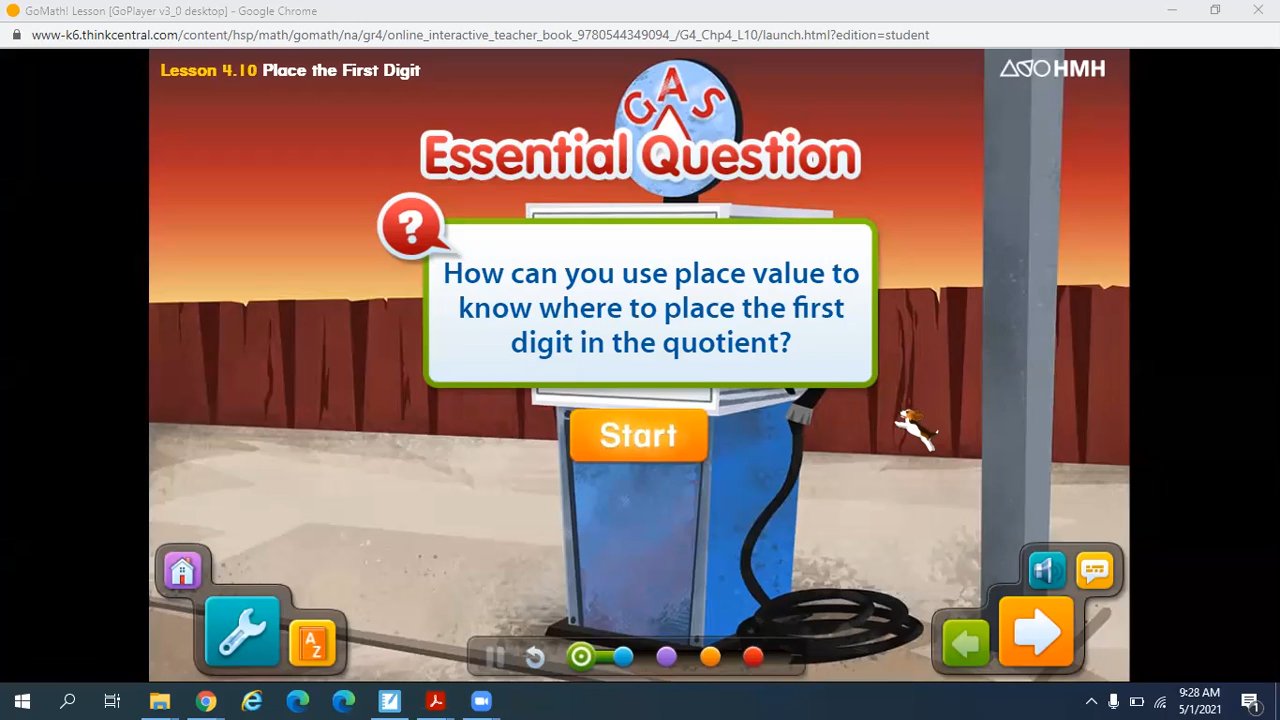 GoMath! Lesson [GoPlayer v3_0 desktop] - Google Chrome
www-k6.thinkcentral.com/content/hsp/math/gomath/na/gr4/online_interactive_teacher_book_9780544349094_/G4_Chp4_L10/launch.html?edition=student
Lesson 4.10 Place the First Digit
HMH
GAS
Essential Question
?
How can you use place value to
know where to place the first
digit in the quotient?
Start
A
Z
9:28 AM
5/1/2021
1